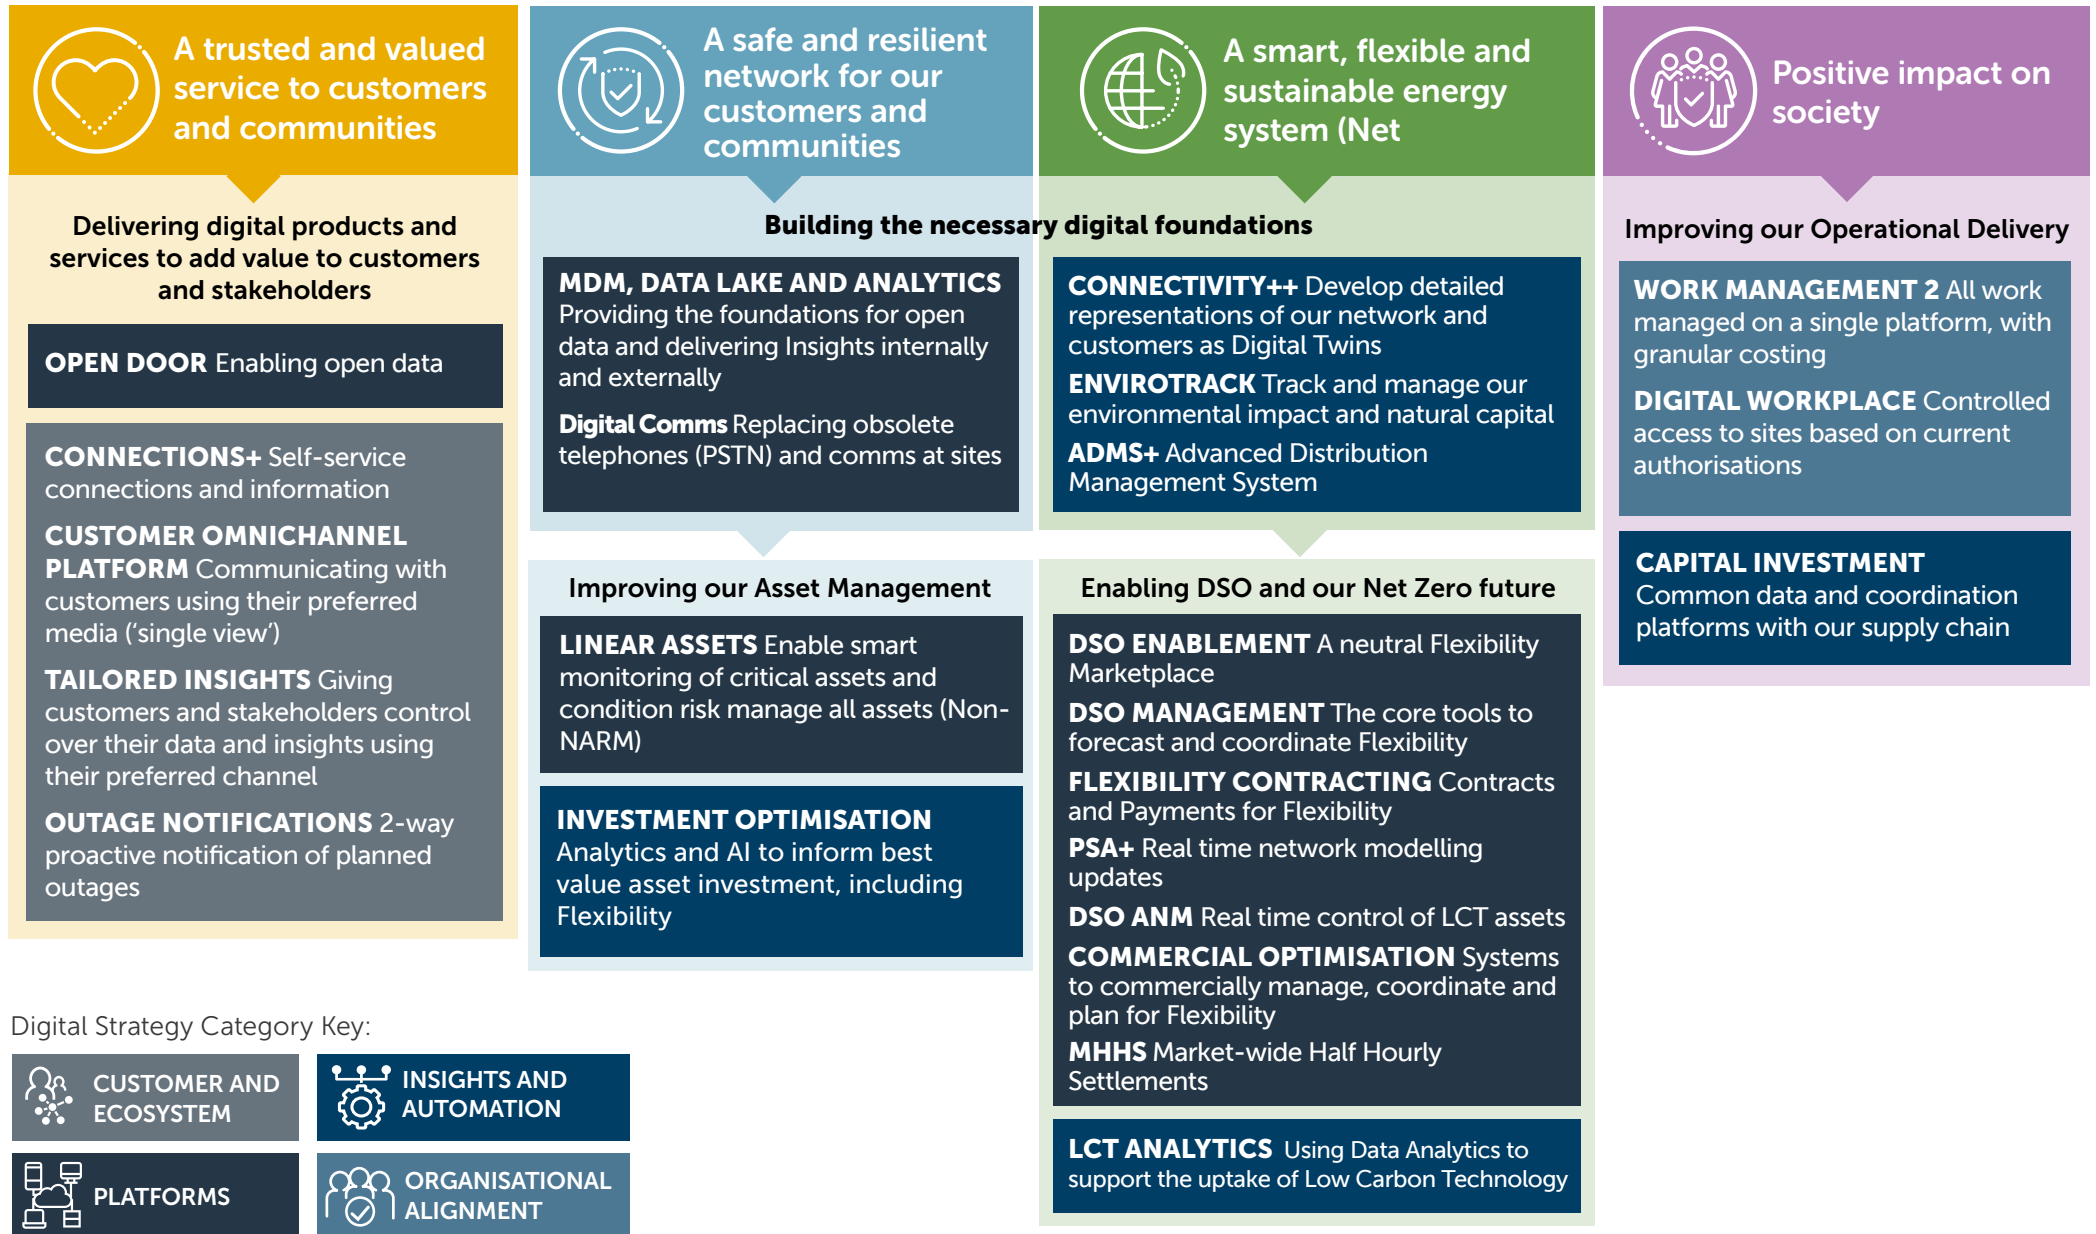 A trusted and valued
service to customers
and communities
Delivering digital products and
services to add value to customers
and stakeholders
OPEN DOOR Enabling open data
CONNECTIONS+ Self-service
connections and information
CUSTOMER OMNICHANNEL
PLATFORM Communicating with
customers using their preferred
media (‘single view’)
TAILORED INSIGHTS Giving
customers and stakeholders control
over their data and insights using
their preferred channel
OUTAGE NOTIFICATIONS 2-way
proactive notification of planned
outages
A safe and resilient
network for our
customers and
communities
A smart, flexible and
sustainable energy
system (Net
Building the necessary digital foundations
MDM, DATA LAKE AND ANALYTICS
Providing the foundations for open
data and delivering Insights internally
and externally
Digital Comms Replacing obsolete
telephones (PSTN) and comms at sites
Improving our Asset Management
LINEAR ASSETS Enable smart
monitoring of critical assets and
condition risk manage all assets (Non-
NARM)
INVESTMENT OPTIMISATION
Analytics and AI to inform best
value asset investment, including
Flexibility
CONNECTIVITY++ Develop detailed
representations of our network and
customers as Digital Twins
ENVIROTRACK Track and manage our
environmental impact and natural capital
ADMS+ Advanced Distribution
Management System
Enabling DSO and our Net Zero future
DSO ENABLEMENT A neutral Flexibility
Marketplace
DSO MANAGEMENT The core tools to
forecast and coordinate Flexibility
FLEXIBILITY CONTRACTING Contracts
and Payments for Flexibility
PSA+ Real time network modelling
updates
DSO ANM Real time control of LCT assets
COMMERCIAL OPTIMISATION Systems
to commercially manage, coordinate and
plan for Flexibility
MHHS Market-wide Half Hourly
Settlements
LCT ANALYTICS Using Data Analytics to
support the uptake of Low Carbon Technology
Positive impact on
society
Improving our Operational Delivery
WORK MANAGEMENT 2 All work
managed on a single platform, with
granular costing
DIGITAL WORKPLACE Controlled
access to sites based on current
authorisations
CAPITAL INVESTMENT
Common data and coordination
platforms with our supply chain
Digital Strategy Category Key:
CUSTOMER AND
ECOSYSTEM
INSIGHTS AND
AUTOMATION
PLATFORMS
ORGANISATIONAL
ALIGNMENT